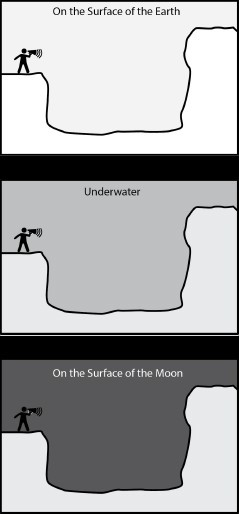 On the Surface of the Earth
Underwater
On the Surface of the Moon